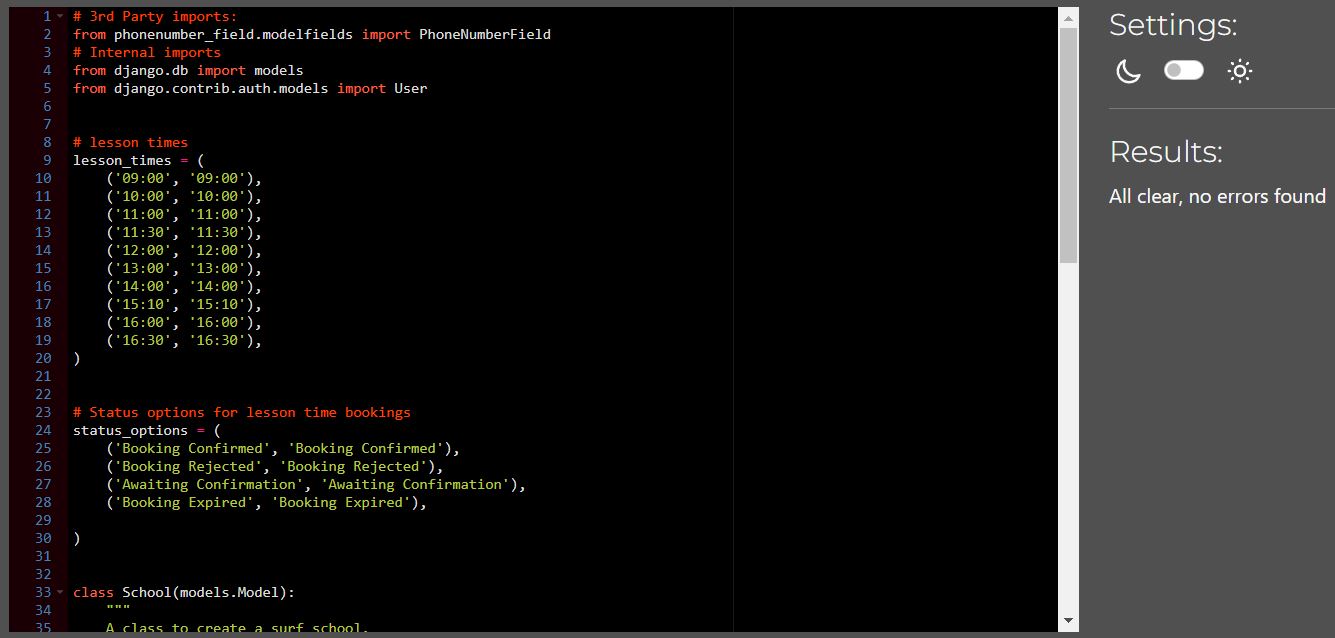 1 # 3rd Party imports:
2 from phonenumber_field.modelfields import PhoneNumberField
3 # Internal imports
4 from django.db import models
5 from django.contrib.auth.models import User
6
7
8 # lesson times
9 lesson_times = (
10     ('09:00', '09:00'),
11     ('10:00', '10:00'),
12     ('11:00', '11:00'),
13     ('11:30', '11:30'),
14     ('12:00', '12:00'),
15     ('13:00', '13:00'),
16     ('14:00', '14:00'),
17     ('15:10', '15:10'),
18     ('16:00', '16:00'),
19     ('16:30', '16:30'),
20 )
21
22
23 # Status options for lesson time bookings
24 status_options = (
25     ('Booking Confirmed', 'Booking Confirmed'),
26     ('Booking Rejected', 'Booking Rejected'),
27     ('Awaiting Confirmation', 'Awaiting Confirmation'),
28     ('Booking Expired', 'Booking Expired'),
29
30 )
31
32
33 class School(models.Model):
34     """
35     A class to create a surf school.
Settings:
Results:
All clear, no errors found